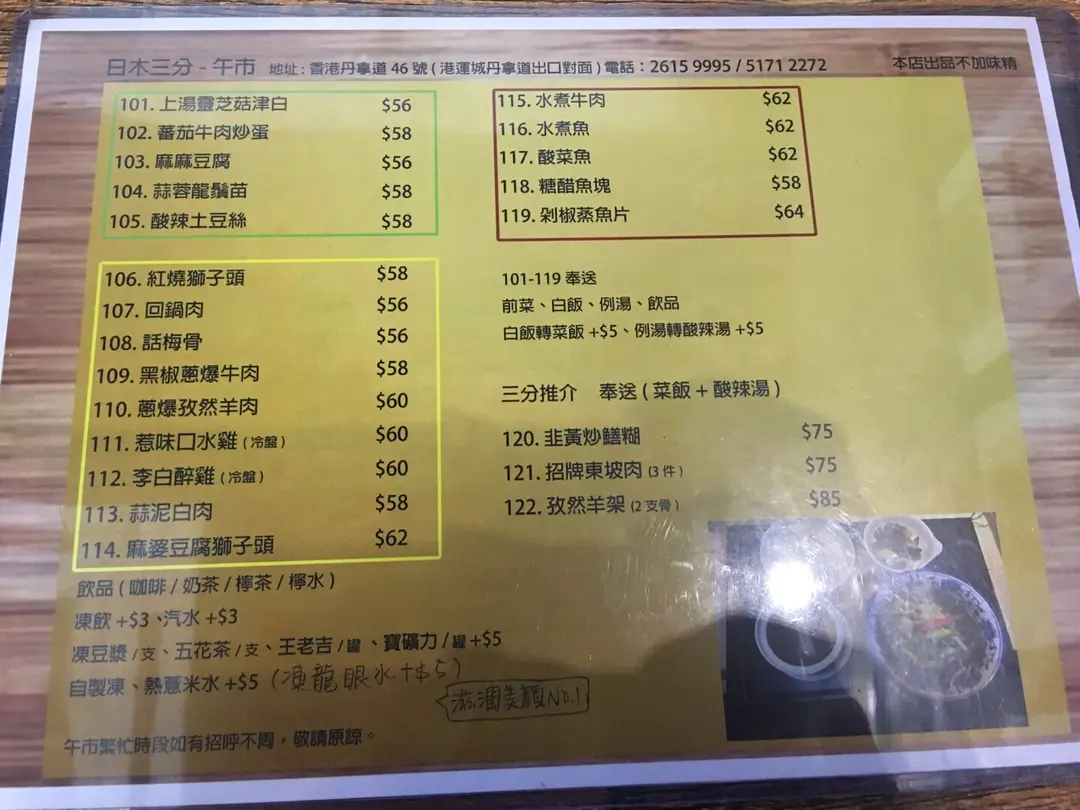 日木三分 - 午市 地址 : 香港丹拿道 46 號 ( 港運城丹拿道出口對面 ) 電話 : 2615 9995 / 5171 2272 本店出品不加味精
101. 上湯靈芝菇津白 $56
102. 蕃茄牛肉炒蛋 $58
103. 麻麻豆腐 $56
104. 蒜蓉龍鬚苗 $58
105. 酸辣土豆絲 $58
106. 紅燒獅子頭 $58
107. 回鍋肉 $56
108. 話梅骨 $56
109. 黑椒蔥爆牛肉 $58
110. 蔥爆孜然羊肉 $60
111. 惹味口水雞 ( 冷盤 ) $60
112. 李白醉雞 ( 冷盤 ) $60
113. 蒜泥白肉 $58
114. 麻婆豆腐獅子頭 $62
飲品 ( 咖啡 / 奶茶 / 檸茶 / 檸水 )
凍飲 +$3、汽水 +$3
凍豆漿 / 支、五花茶 / 支、王老吉 / 罐、寶礦力 / 罐 +$5
自製凍、熱薏米水 +$5 (凍龍眼水 +$5)
滋潤美顏NO.1
午市繁忙時段如有招呼不周，敬請原諒。
115. 水煮牛肉 $62
116. 水煮魚 $62
117. 酸菜魚 $62
118. 糖醋魚塊 $58
119. 剁椒蒸魚片 $64
101-119 奉送
前菜、白飯、例湯、飲品
白飯轉菜飯 +$5、例湯轉酸辣湯 +$5
三分推介 奉送 ( 菜飯 + 酸辣湯 )
120. 韭黃炒鱔糊 $75
121. 招牌東坡肉 (3 件 ) $75
122. 孜然羊架 (2 支骨 ) $85